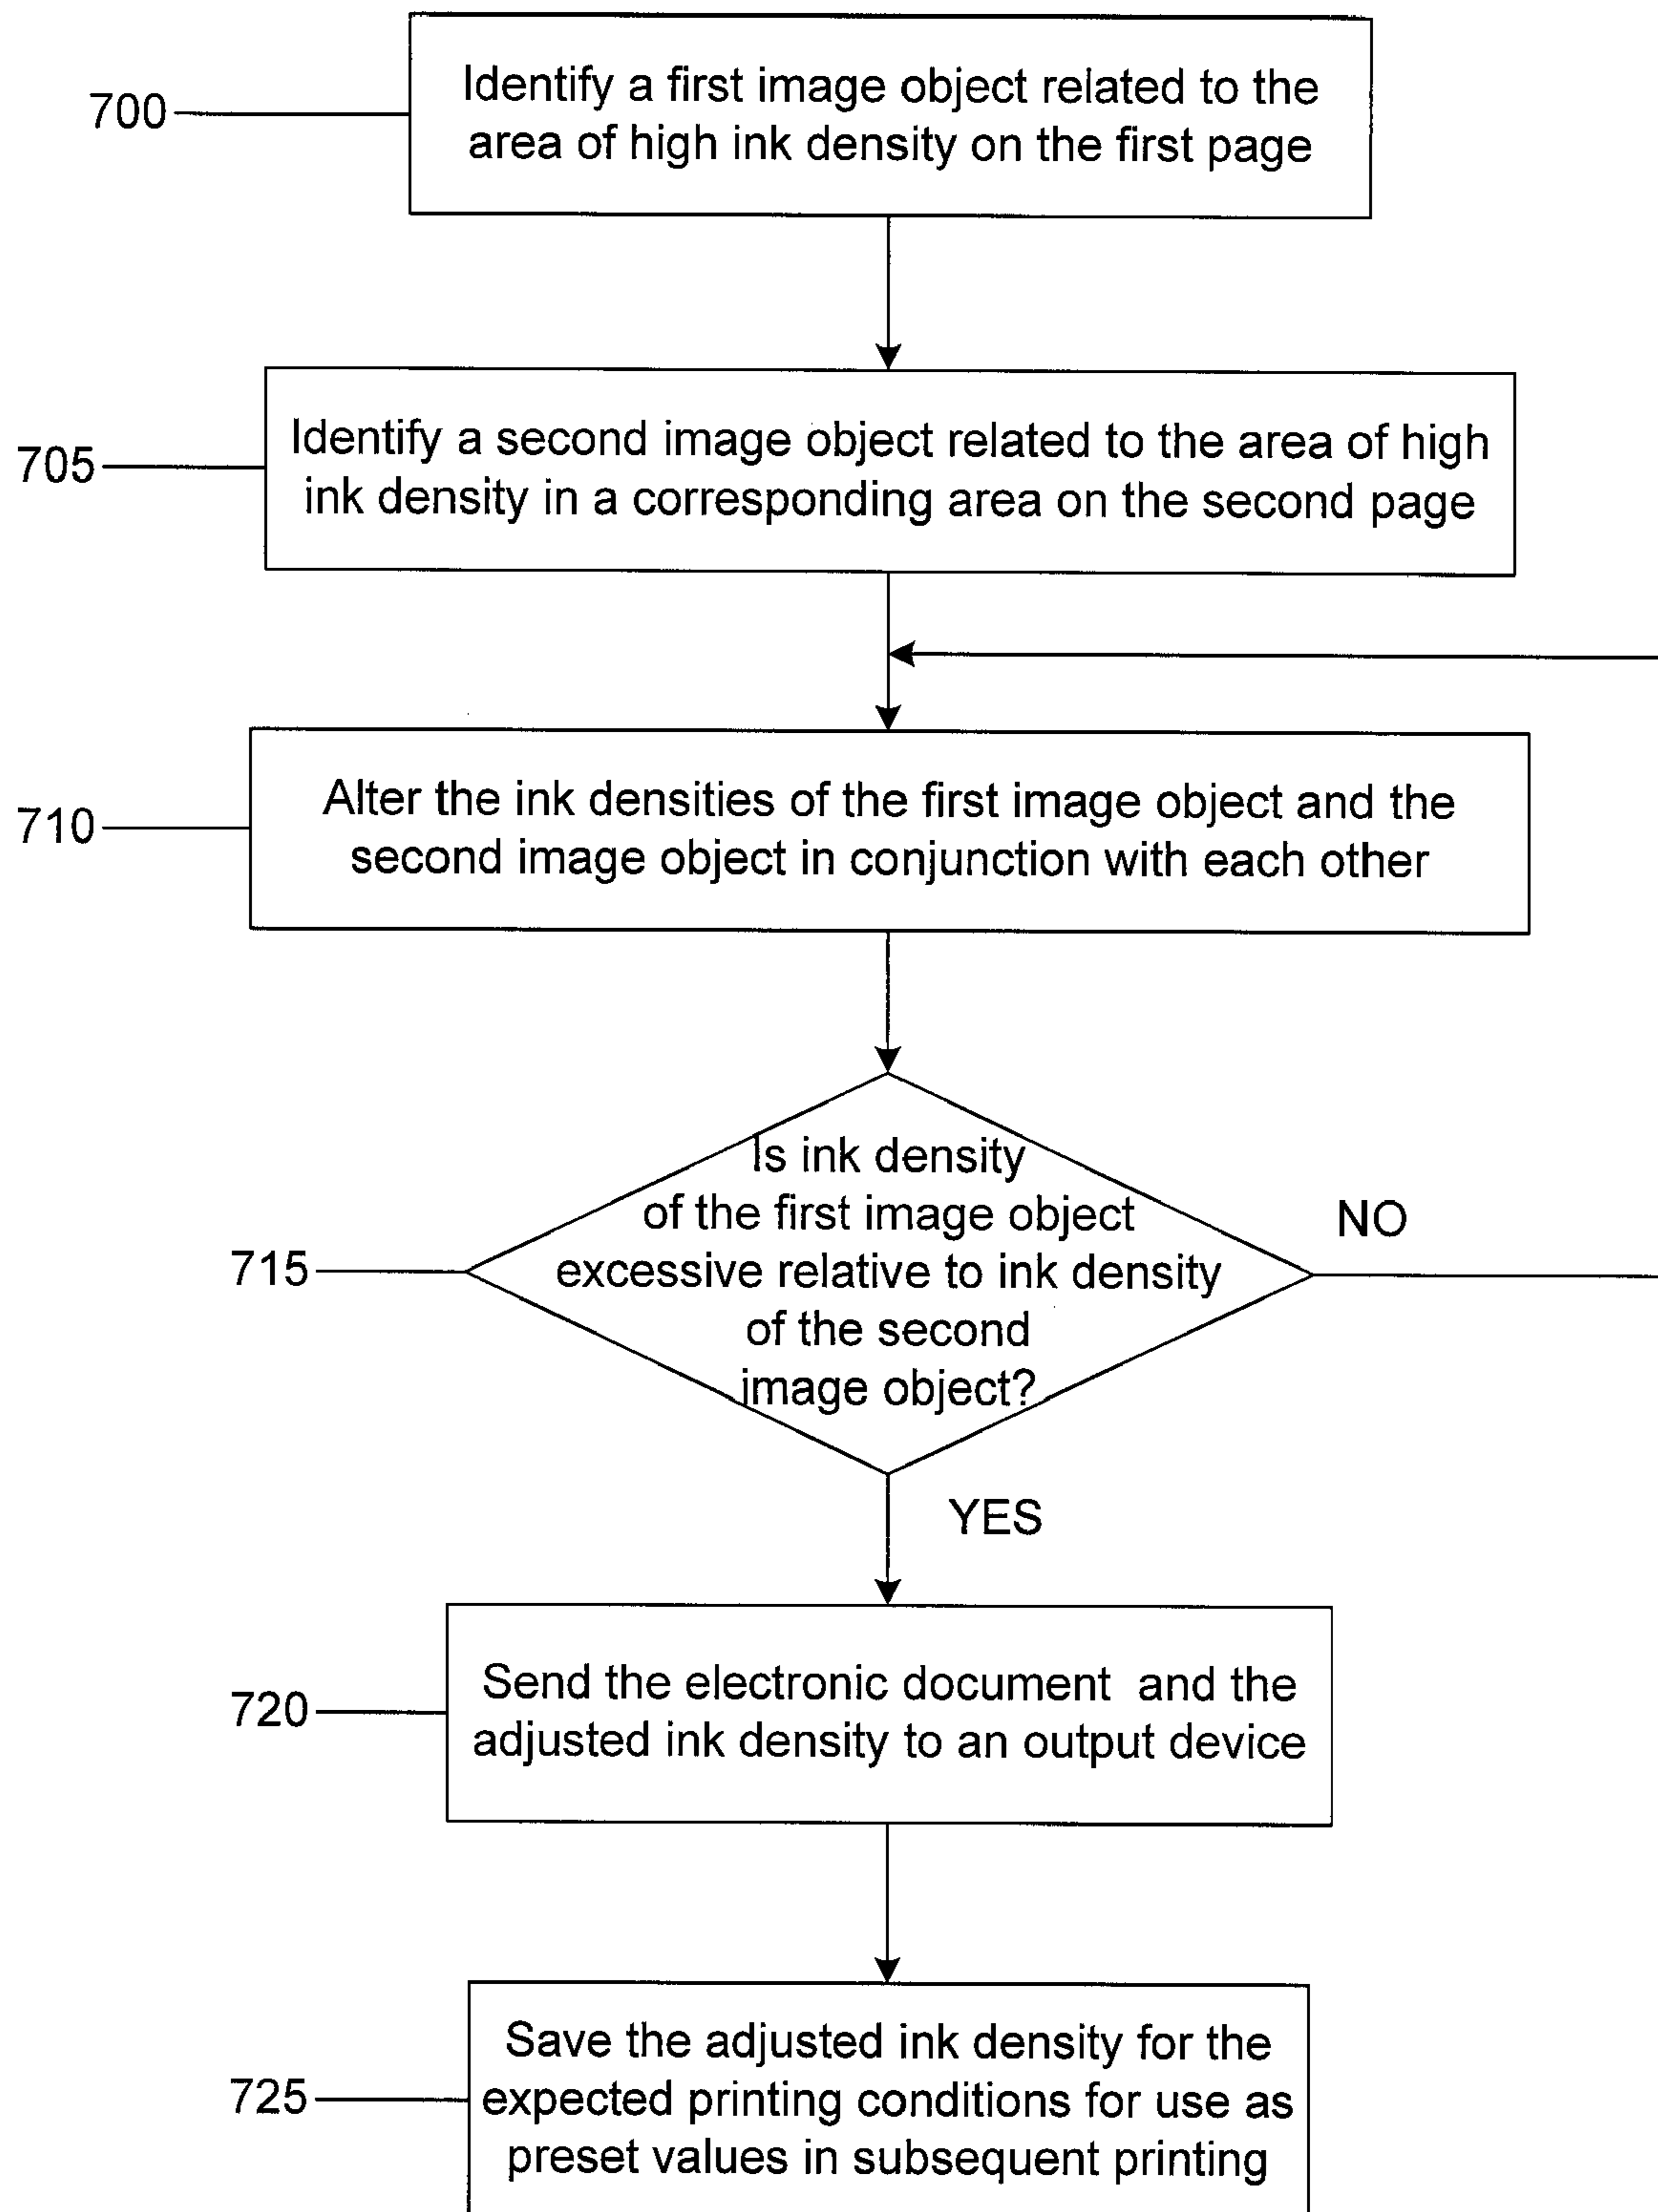 700
Identify a first image object related to the
area of high ink density on the first page
705
Identify a second image object related to the area of high
ink density in a corresponding area on the second page
710
Alter the ink densities of the first image object and the
second image object in conjunction with each other
715
Is ink density
of the first image object
excessive relative to ink density
of the second
image object?
NO
YES
720
Send the electronic document and the
adjusted ink density to an output device
725
Save the adjusted ink density for the
expected printing conditions for use as
preset values in subsequent printing